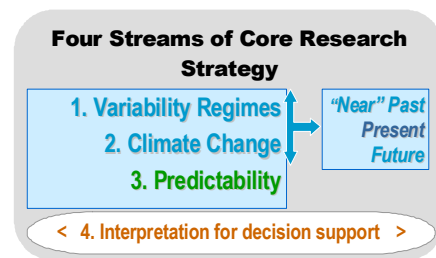 Four Streams of Core Research
Strategy
1. Variability Regimes
2. Climate Change
3. Predictability
“Near” Past
Present
Future
< 4. Interpretation for decision support >